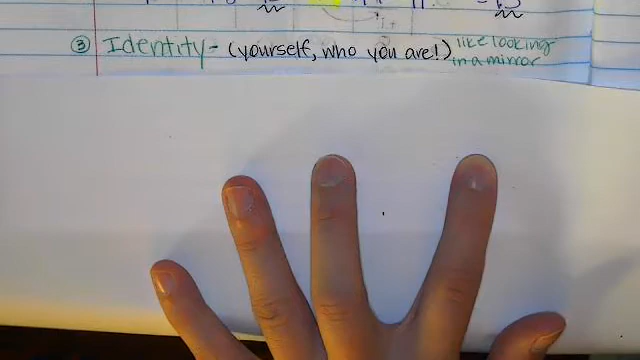 ③ Identity- (yourself, who you are!) like looking
in a mirror